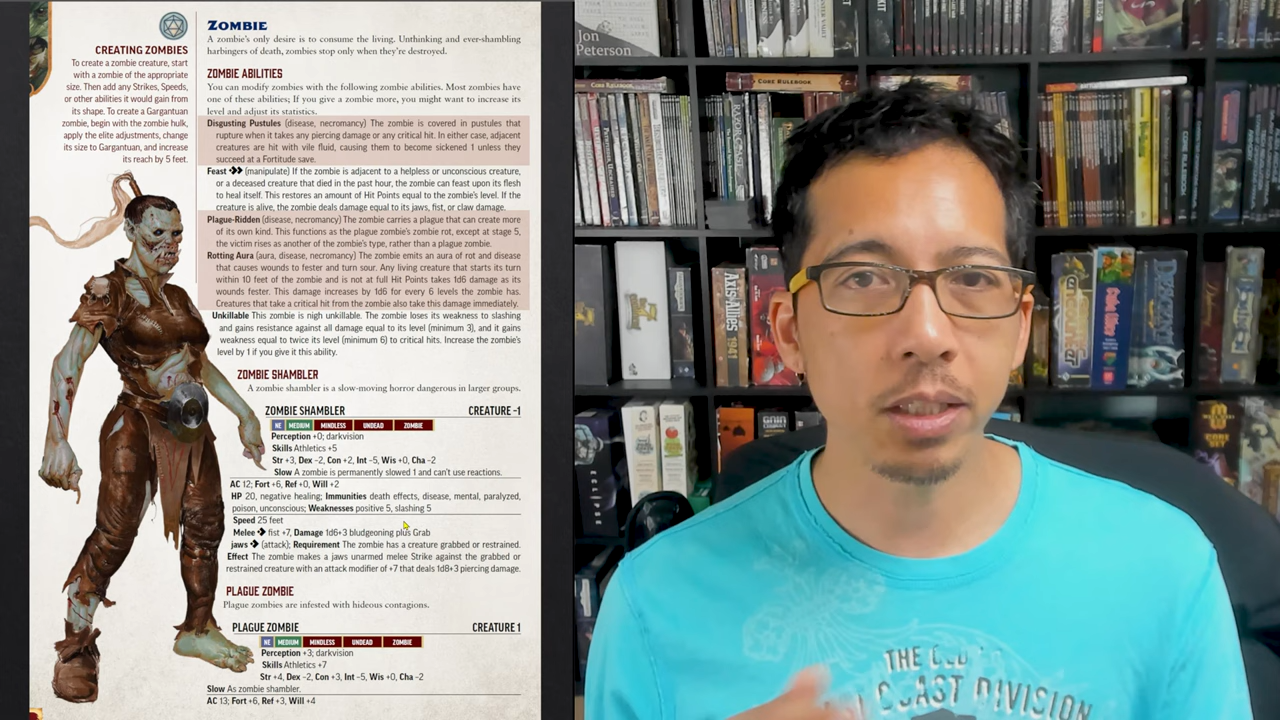 ZOMBIE
A zombie's only desire is to consume the living. Unthinking and ever-shambling
harbingers of death, zombies stop only when they're destroyed.
CREATING ZOMBIES
To create a zombie creature, start
with a zombie of the appropriate
size. Then add any Strikes, Speeds,
or other abilities it would gain from
its shape. To create a Gargantuan
zombie, begin with the zombie hulk,
apply the elite adjustments, change
its size to Gargantuan, and increase
its reach by 5 feet.
ZOMBIE ABILITIES
You can modify zombies with the following zombie abilities. Most zombies have
one of these abilities; If you give a zombie more, you might want to increase its
level and adjust its statistics.
Disgusting Pustules (disease, necromancy) The zombie is covered in pustules that
rupture when it takes any piercing damage or any critical hit. In either case, adjacent
creatures are hit with vile fluid, causing them to become sickened 1 unless they
succeed at a Fortitude save.
Feast (manipulate) If the zombie is adjacent to a helpless or unconscious creature,
or a deceased creature that died in the past hour, the zombie can feast upon its flesh
to heal itself. This restores an amount of Hit Points equal to the zombie's level. If the
creature is alive, the zombie deals damage equal to its jaws, fist, or claw damage.
Plague-Ridden (disease, necromancy) The zombie carries a plague that can create more
of its own kind. This functions as the plague zombie's zombie rot, except at stage 5,
the victim rises as another of the zombie's type, rather than a plague zombie.
Rotting Aura (aura, disease, necromancy) The zombie emits an aura of rot and disease
that causes wounds to fester and turn sour. Any living creature that starts its turn
within 10 feet of the zombie and is not at full Hit Points takes 1d6 damage as its
wounds fester. This damage increases by 1d6 for every 6 levels the zombie has.
Creatures that take a critical hit from the zombie also take this damage immediately.
Unkillable This zombie is nigh unkillable. The zombie loses its weakness to slashing
and gains resistance against all damage equal to its level (minimum 3), and it gains
weakness equal to twice its level (minimum 6) to critical hits. Increase the zombie's
level by 1 if you give it this ability.
ZOMBIE SHAMBLER
A zombie shambler is a slow-moving horror dangerous in larger groups.
ZOMBIE SHAMBLER CREATURE -1
NE MEDIUM MINDLESS UNDEAD ZOMBIE
Perception +0; darkvision
Skills Athletics +5
Str +3, Dex -2, Con +2, Int -5, Wis +0, Cha -2
Slow A zombie is permanently slowed 1 and can't use reactions.
AC 12; Fort +6, Ref +0, Will +2
HP 20, negative healing; Immunities death effects, disease, mental, paralyzed,
poison, unconscious; Weaknesses positive 5, slashing 5
Speed 25 feet
Melee fist +7, Damage 1d6+3 bludgeoning plus Grab
jaws (attack); Requirement The zombie has a creature grabbed or restrained.
Effect The zombie makes a jaws unarmed melee Strike against the grabbed or
restrained creature with an attack modifier of +7 that deals 1d8+3 piercing damage.
PLAGUE ZOMBIE
Plague zombies are infested with hideous contagions.
PLAGUE ZOMBIE CREATURE 1
NE MEDIUM MINDLESS UNDEAD ZOMBIE
Perception +3; darkvision
Skills Athletics +7
Str +4, Dex -2, Con +3, Int -5, Wis +0, Cha -2
Slow As zombie shambler.
AC 13; Fort +6, Ref +3, Will +4
Jon
Peterson
CORE RULEBOOK
Axis & Allies
1941
THE
COAST DIVISION